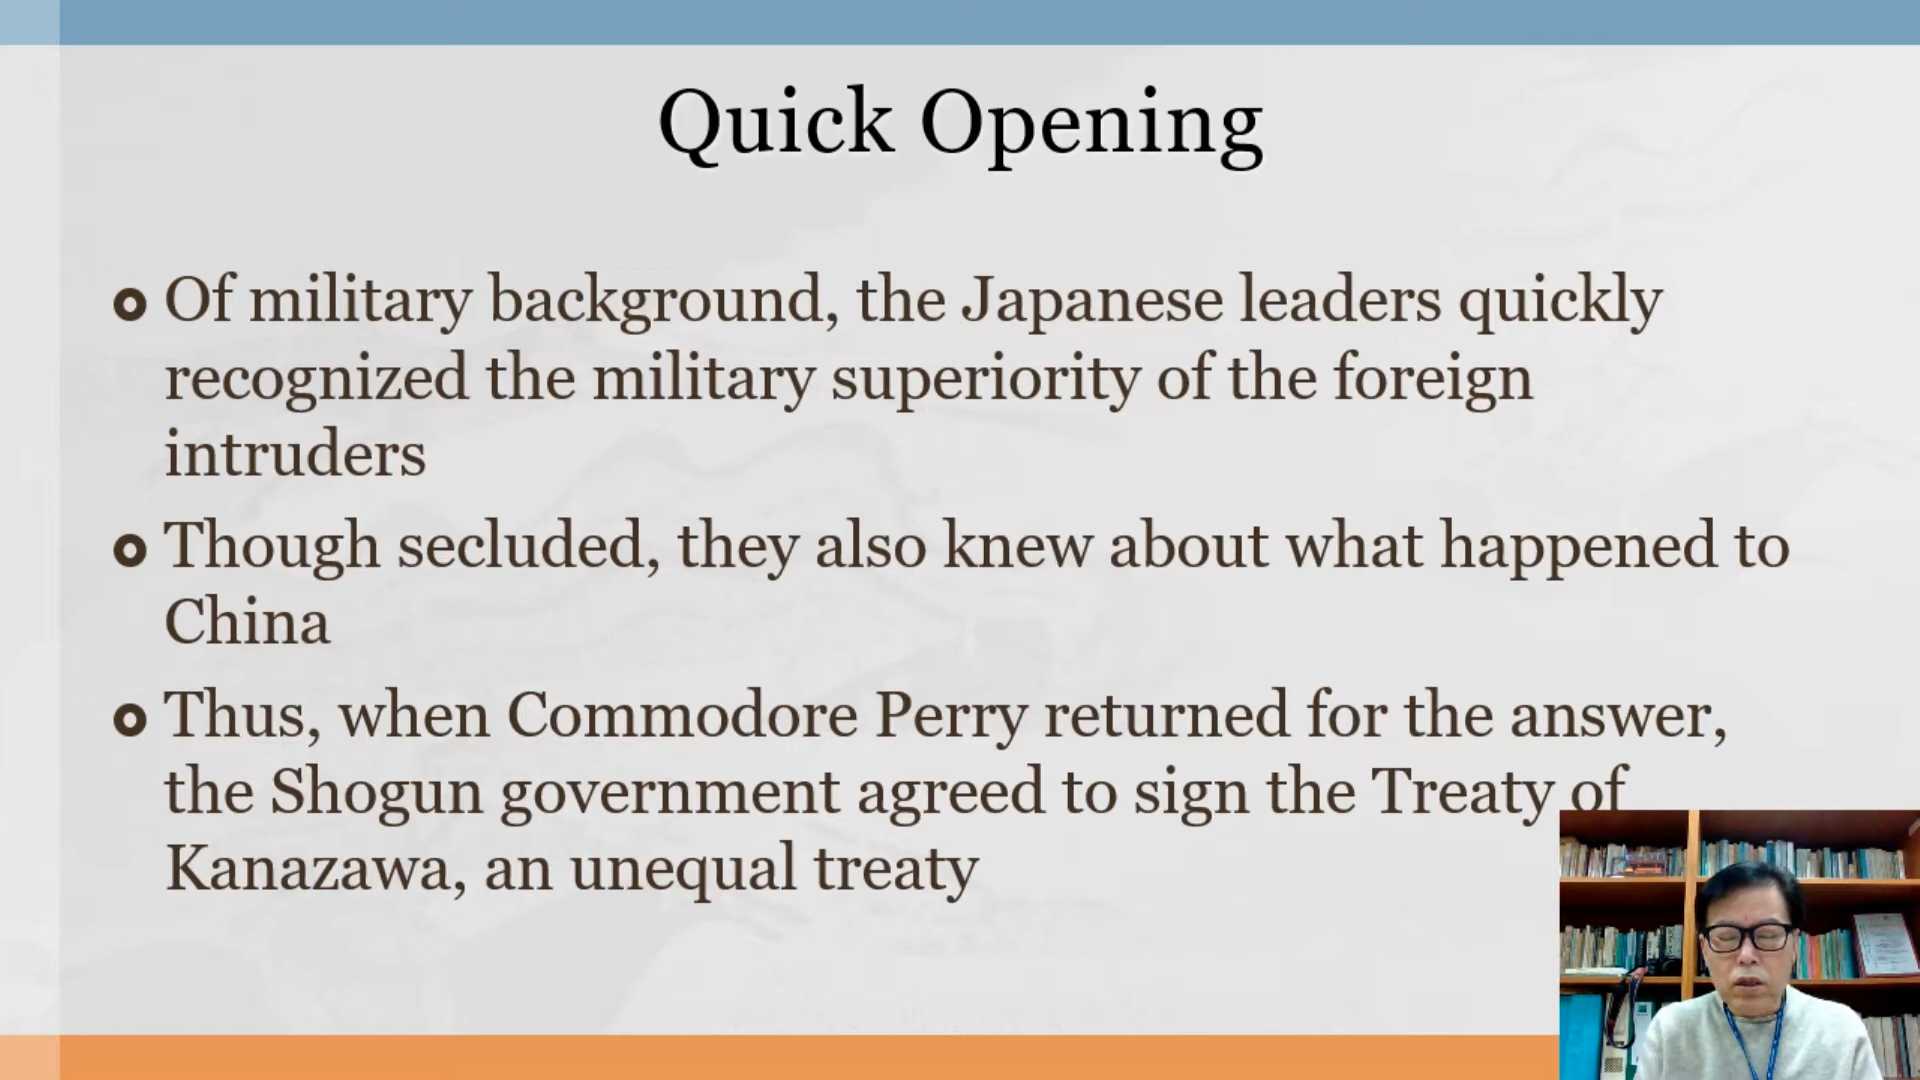 Quick Opening
Of military background, the Japanese leaders quickly
recognized the military superiority of the foreign
intruders
Though secluded, they also knew about what happened to
China
Thus, when Commodore Perry returned for the answer,
the Shogun government agreed to sign the Treaty of
Kanazawa, an unequal treaty